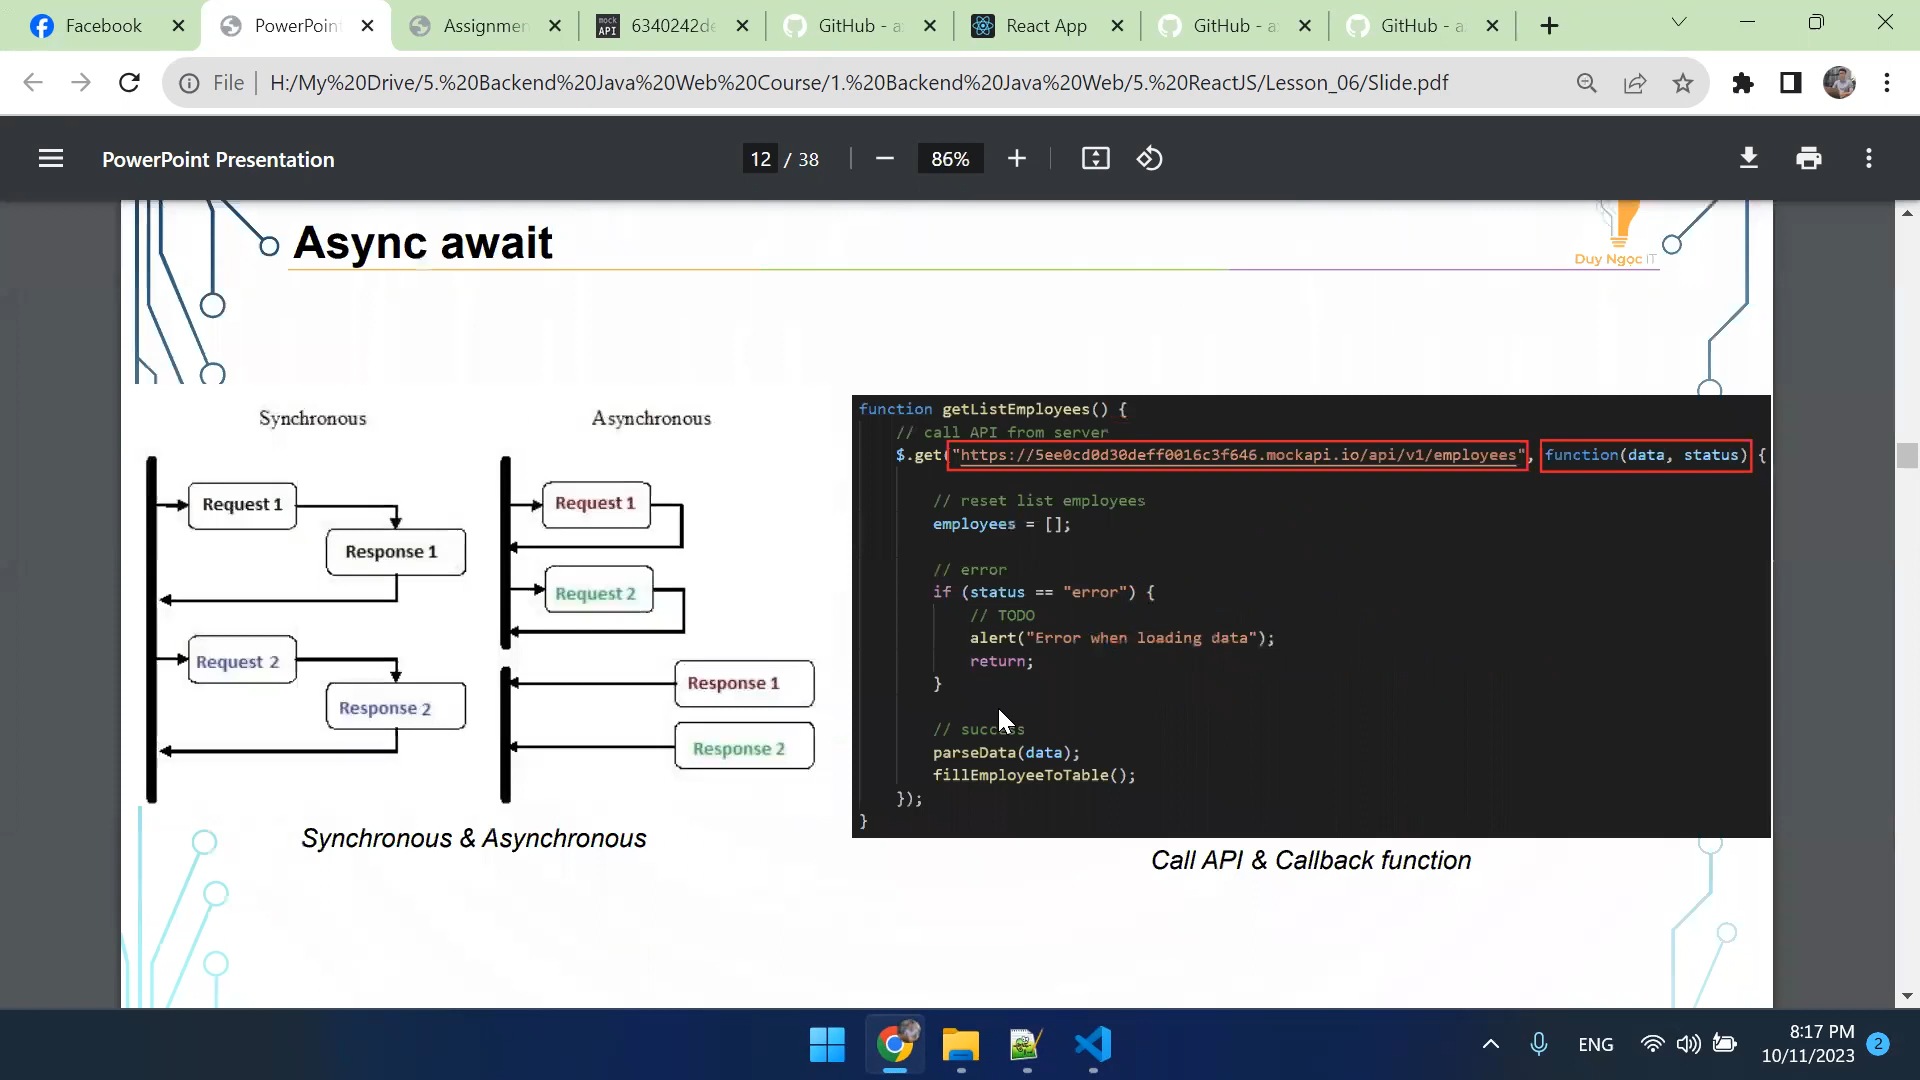 Facebook
PowerPoin
Assignmen
mock API
6340242d
GitHub - a
React App
GitHub - a
GitHub - a
File
H:/My%20Drive/5.%20Backend%20Java%20Web%20Course/1.%20Backend%20Java%20Web/5.%20ReactJS/Lesson_06/Slide.pdf
PowerPoint Presentation
12 / 38
86%
Async await
Duy Ngọc IT
Synchronous
Request 1
Response 1
Request 2
Response 2
Asynchronous
Request 1
Request 2
Response 1
Response 2
Synchronous & Asynchronous
function getListEmployees() {
// call API from server
$.get("https://5ee0cd0d30deff0016c3f646.mockapi.io/api/v1/employees", function(data, status) {
// reset list employees
employees = [];
// error
if (status == "error") {
// TODO
alert("Error when loading data");
return;
}
// success
parseData(data);
fillEmployeeToTable();
});
}
Call API & Callback function
ENG
8:17 PM
10/11/2023
2